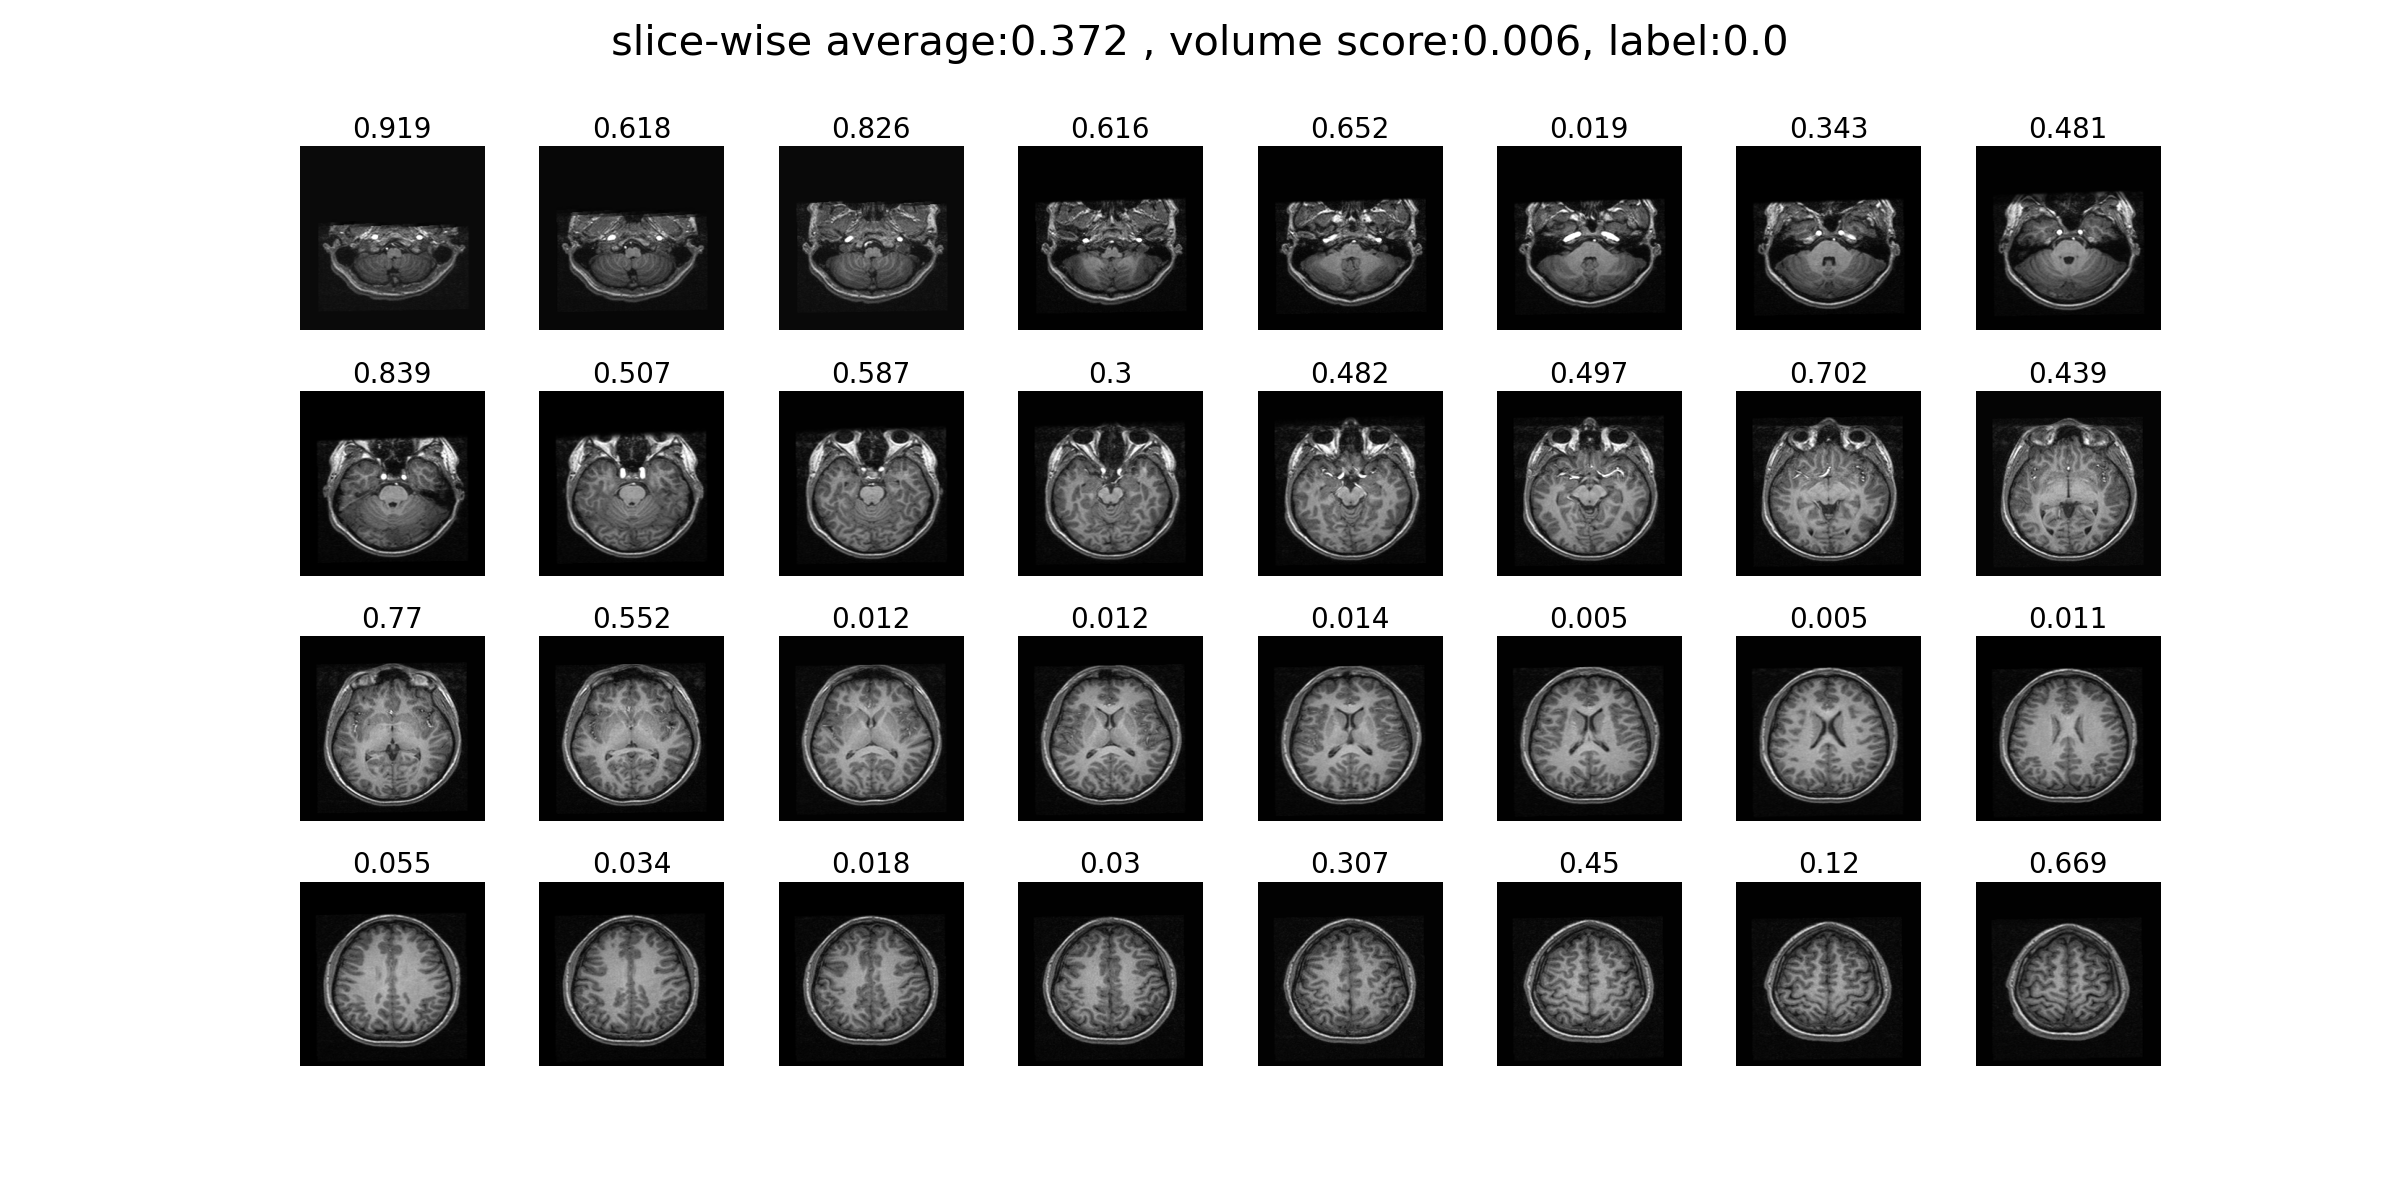 slice-wise average:0.372 , volume score:0.006, label:0.0
0.919 0.618 0.826 0.616 0.652 0.019 0.343 0.481
0.839 0.507 0.587 0.3 0.482 0.497 0.702 0.439
0.77 0.552 0.012 0.012 0.014 0.005 0.005 0.011
0.055 0.034 0.018 0.03 0.307 0.45 0.12 0.669